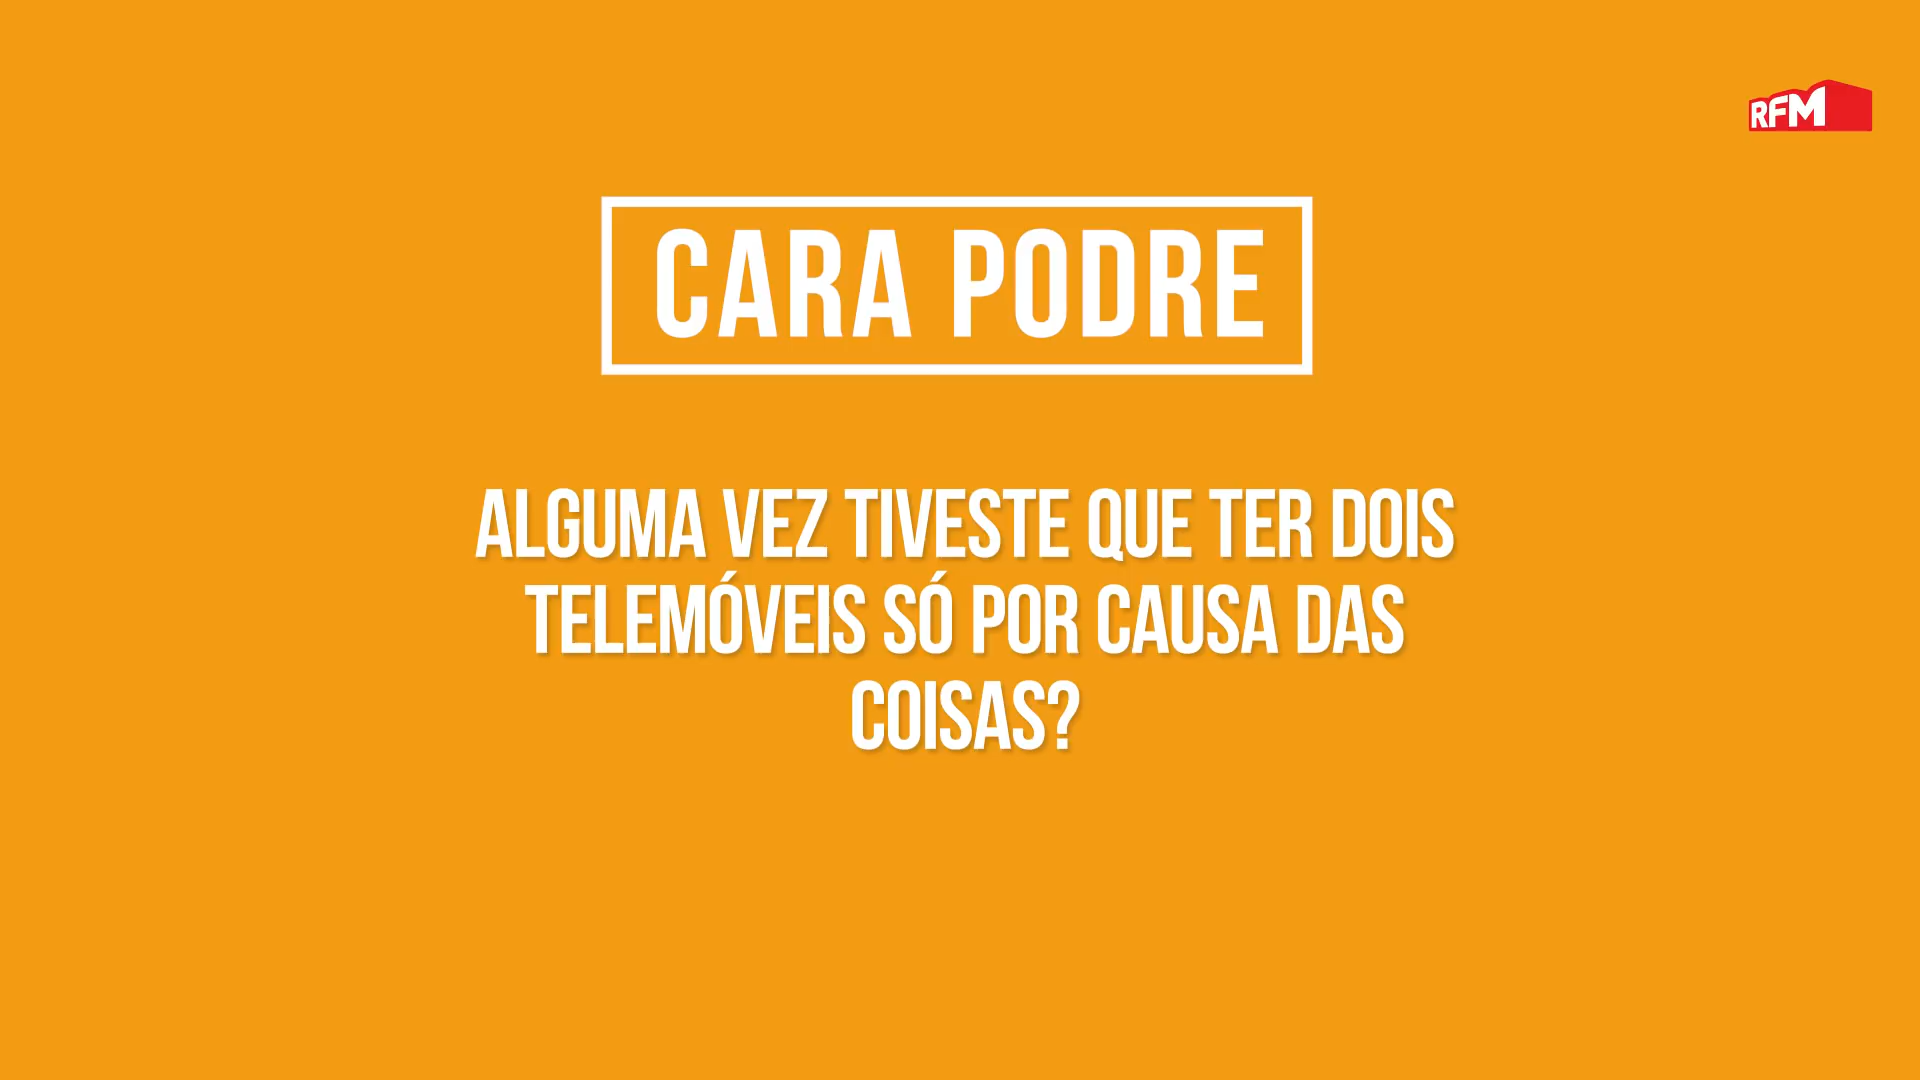 RFM
CARA PODRE
ALGUMA VEZ TIVESTE QUE TER DOIS
TELEMÓVEIS SÓ POR CAUSA DAS
COISAS?